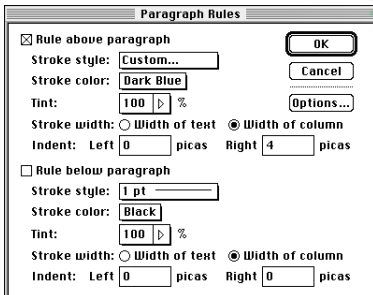 Paragraph Rules
Rule above paragraph
OK
Stroke style: Custom...
Stroke color: Dark Blue
Cancel
Tint: 100 %
Options...
Stroke width: Width of text Width of column
Indent: Left 0 picas Right 4 picas
Rule below paragraph
Stroke style: 1 pt
Stroke color: Black
Tint: 100 %
Stroke width: Width of text Width of column
Indent: Left 0 picas Right 0 picas